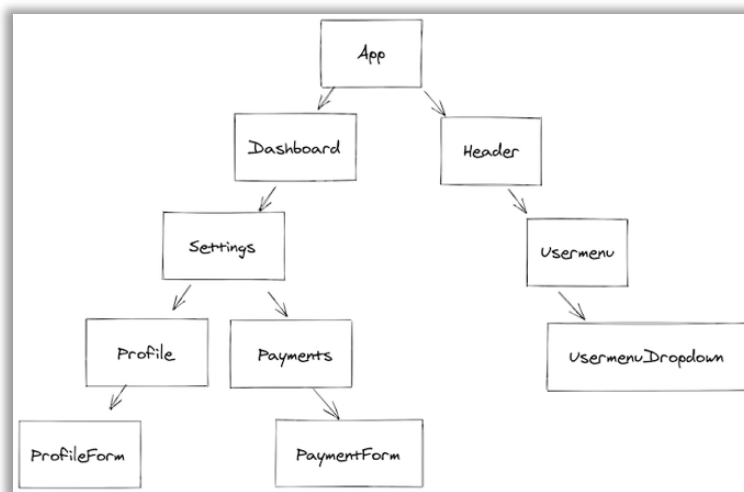 App
Dashboard
Header
Settings
Usermenu
Profile
Payments
UsermenuDropdown
ProfileForm
PaymentForm